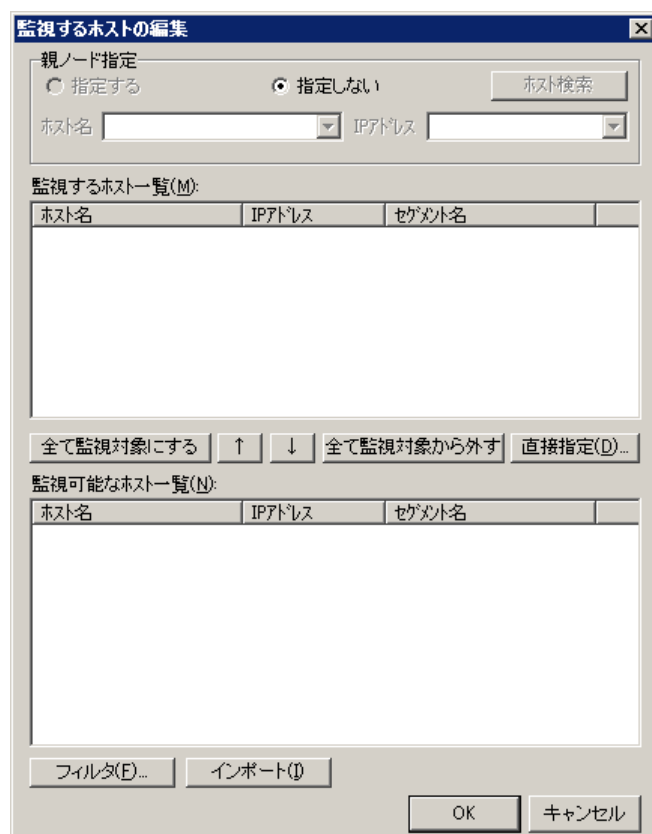 監視するホストの編集
親ノード指定
指定する 指定しない ホスト検索
ホスト名 IPアドレス
監視するホスト一覧(M):
ホスト名 IPアドレス セグメント名
全て監視対象にする ↑ ↓ 全て監視対象から外す 直接指定(D)...
監視可能なホスト一覧(N):
ホスト名 IPアドレス セグメント名
フィルタ(F)... インポート(I)
OK キャンセル